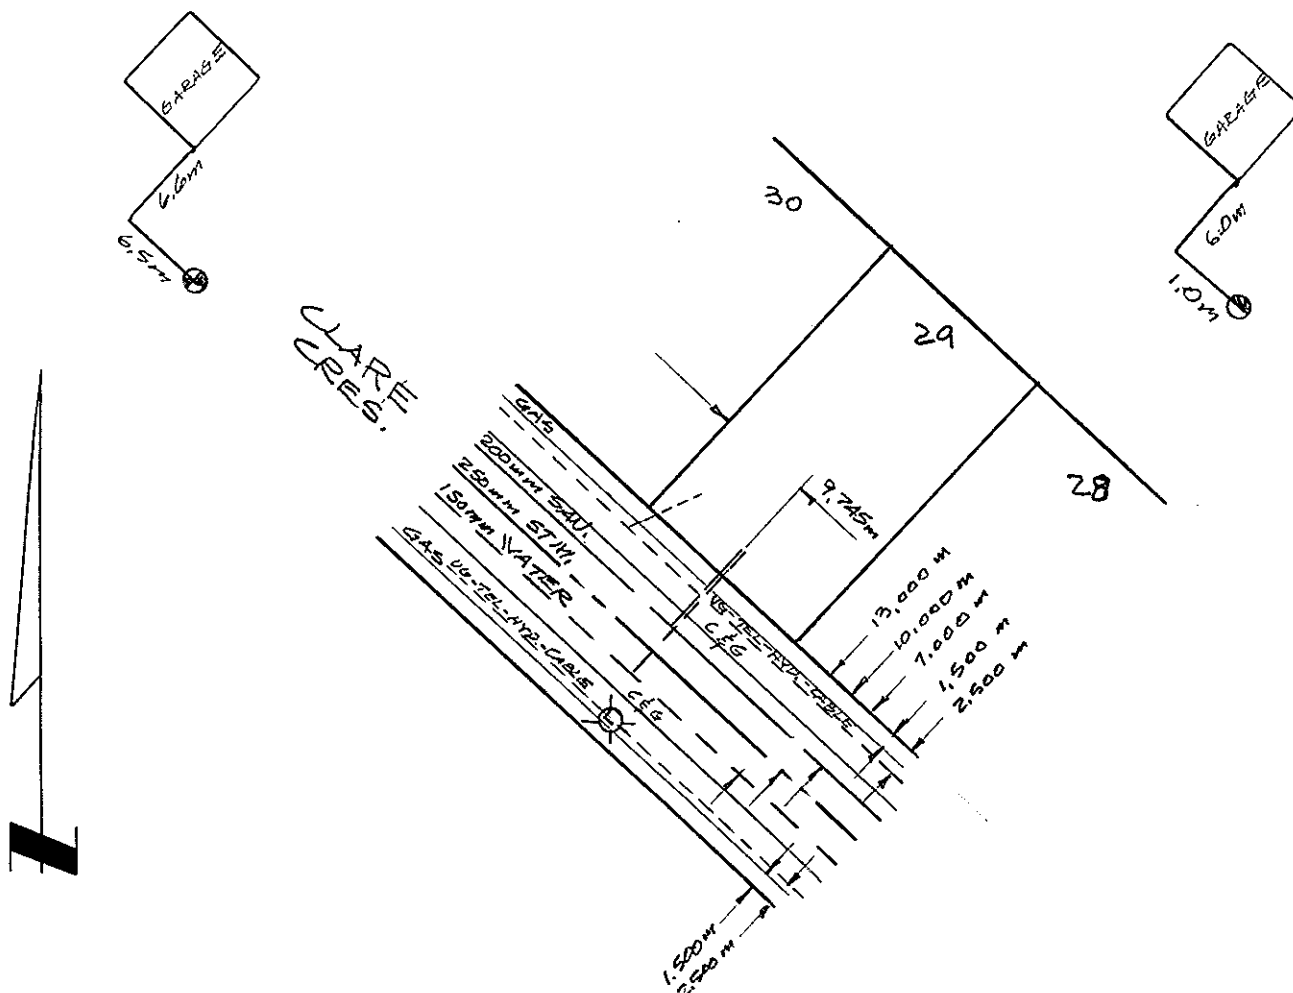 GARAGE
6.6m
6.5m
GARAGE
6.0m
1.0m
30
29
28
CLARE
CRES.
GAS
200mm SAN.
250mm STM.
150mm WATER
GAS UG-TEL-HYD.-CABLE
9.745m
UG-TEL-HYD.-CABLE
C&G
C&G
13,000 m
10,000 m
7,000 m
1,500 m
2,500 m
1.500m
2,500 m
N